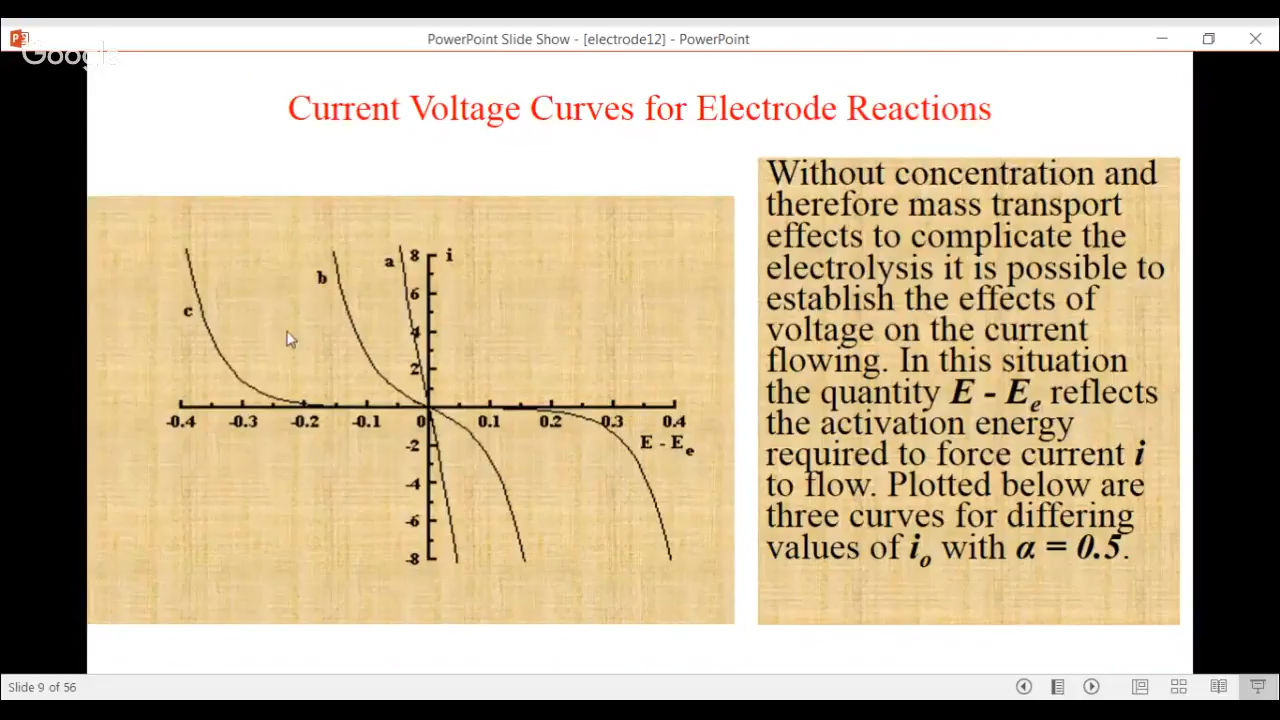 PowerPoint Slide Show - [electrode12] - PowerPoint
Google
Current Voltage Curves for Electrode Reactions
Without concentration and
therefore mass transport
effects to complicate the
electrolysis it is possible to
establish the effects of
voltage on the current
flowing. In this situation
the quantity E - Ee reflects
the activation energy
required to force current i
to flow. Plotted below are
three curves for differing
values of io with α = 0.5.
c
b
a
i
8
6
4
2
-0.4 -0.3 -0.2 -0.1 0 0.1 0.2 0.3 0.4
E - Ee
-2
-4
-6
-8
Slide 9 of 56